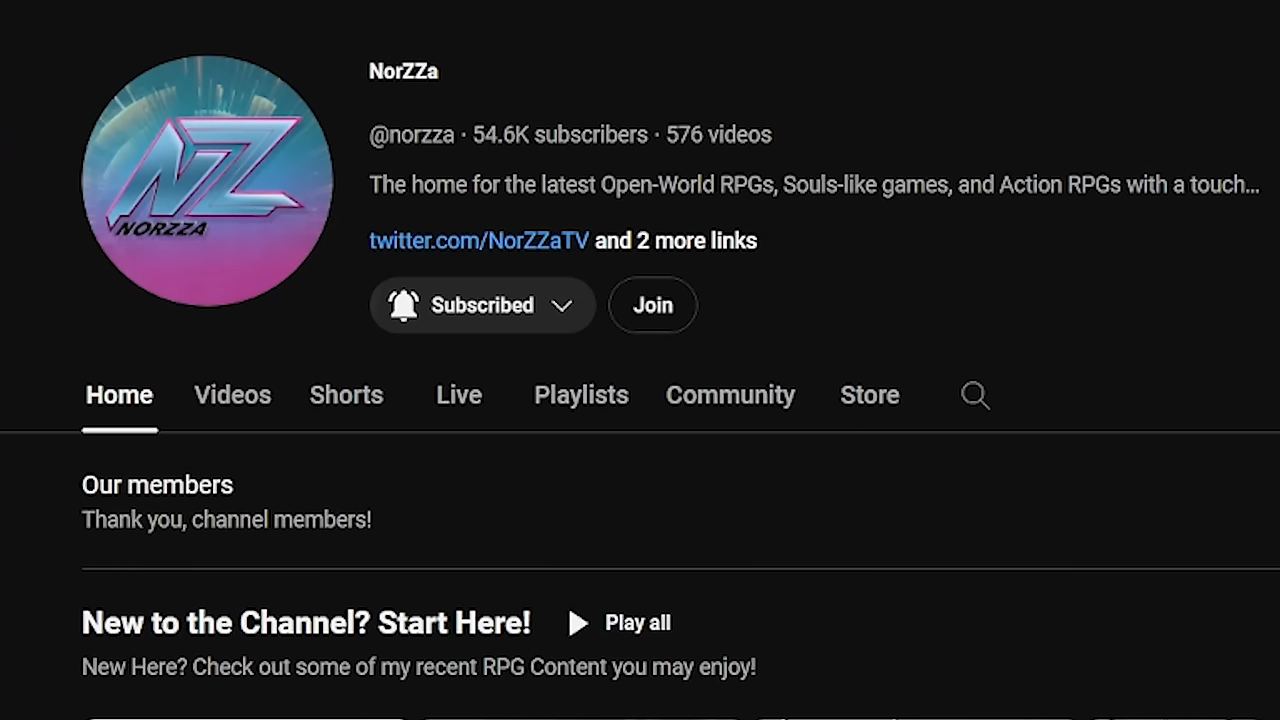 NZ
NORZZA
NorZZa
@norzza · 54.6K subscribers · 576 videos
The home for the latest Open-World RPGs, Souls-like games, and Action RPGs with a touch...
twitter.com/NorZZaTV and 2 more links
Subscribed Join
Home Videos Shorts Live Playlists Community Store
Our members
Thank you, channel members!
New to the Channel? Start Here! Play all
New Here? Check out some of my recent RPG Content you may enjoy!